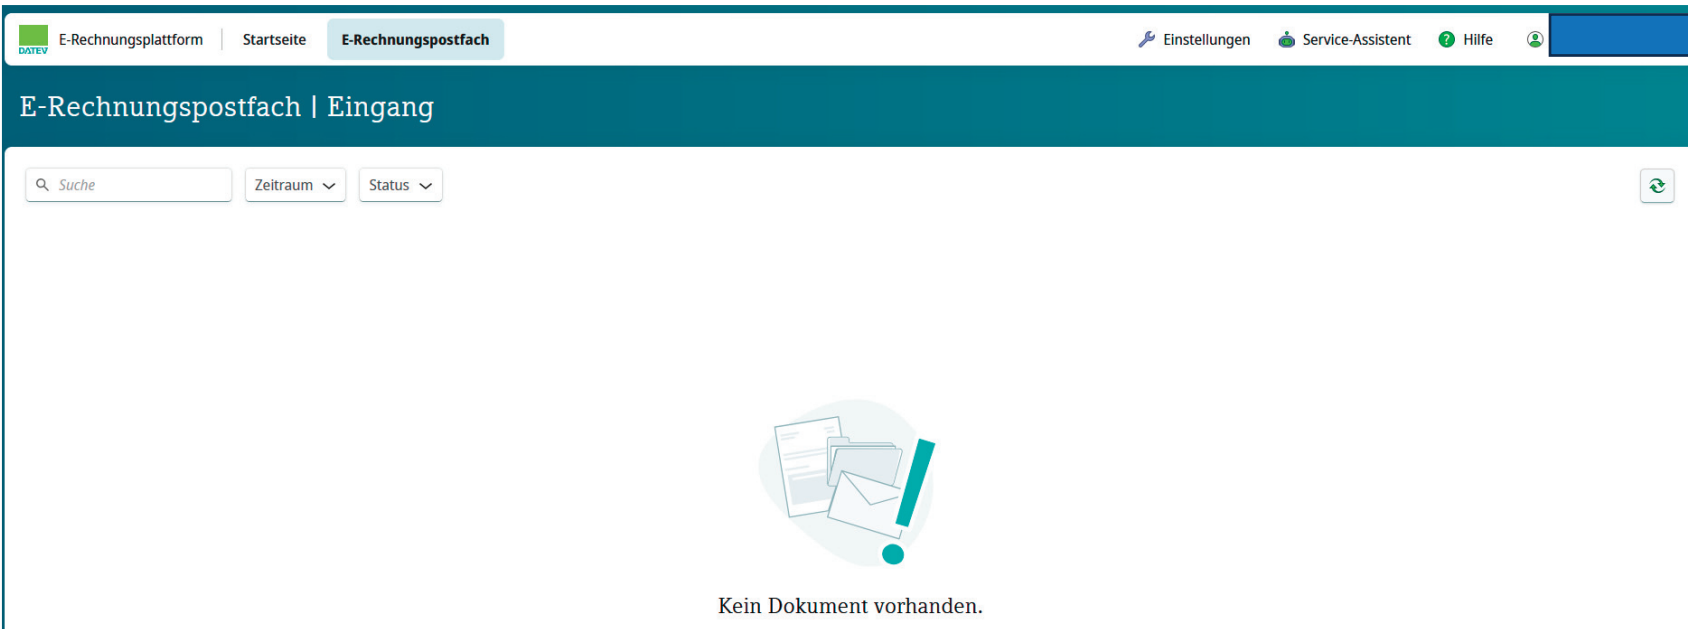 DATEV E-Rechnungsplattform Startseite E-Rechnungspostfach Einstellungen Service-Assistent ? Hilfe
E-Rechnungspostfach | Eingang
Suche Zeitraum Status
Kein Dokument vorhanden.